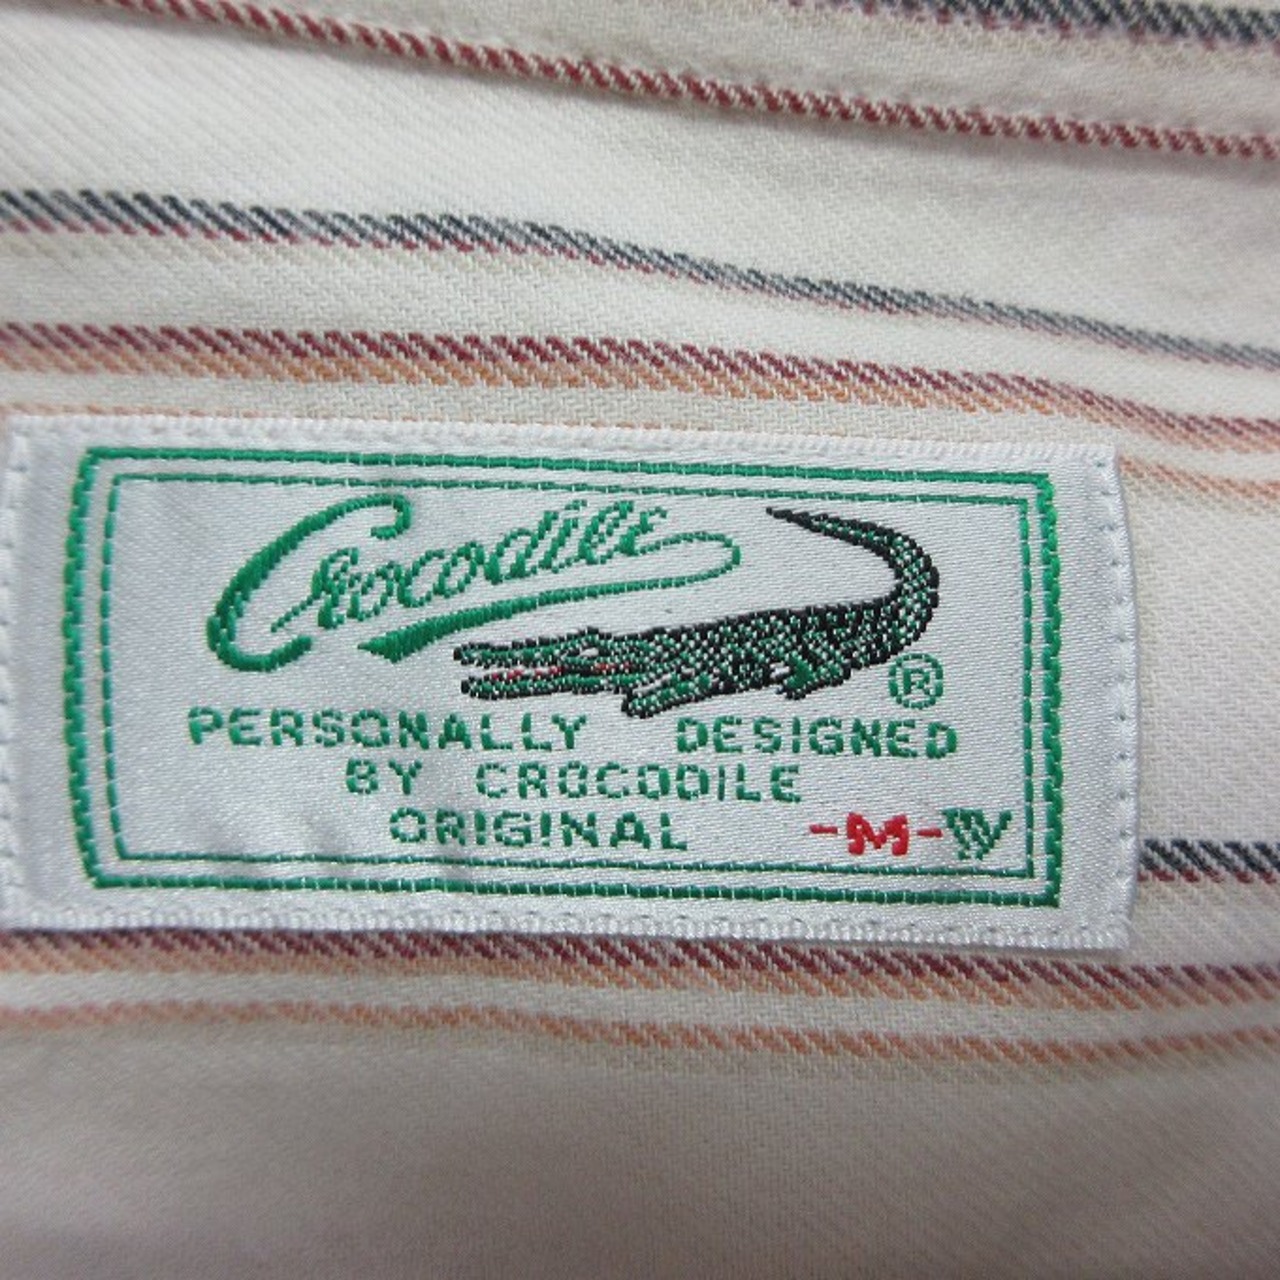 Crocodile
®
PERSONALLY DESIGNED
BY CROCODILE
ORIGINAL -M-W